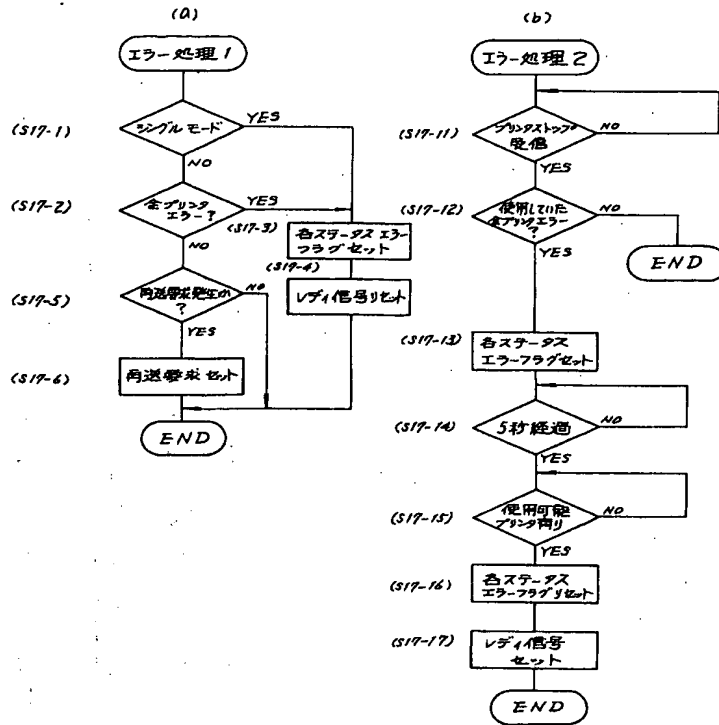 (a)
エラー処理1
(S17-1)
シングルモード
YES
NO
(S17-2)
全プリンタ
エラー?
YES
NO
(S17-3)
各ステータスエラー
フラグセット
(S17-4)
レディ信号リセット
(S17-5)
再送要求発生か
?
NO
YES
(S17-6)
再送要求セット
END
(b)
エラー処理2
(S17-11)
プリンタストップ
受信
NO
YES
(S17-12)
使用していた
全プリンタエラー
?
NO
YES
END
(S17-13)
各ステータス
エラーフラグセット
(S17-14)
5秒経過
NO
YES
(S17-15)
使用可能
プリンタ有り
NO
YES
(S17-16)
各ステータス
エラーフラグリセット
(S17-17)
レディ信号
セット
END